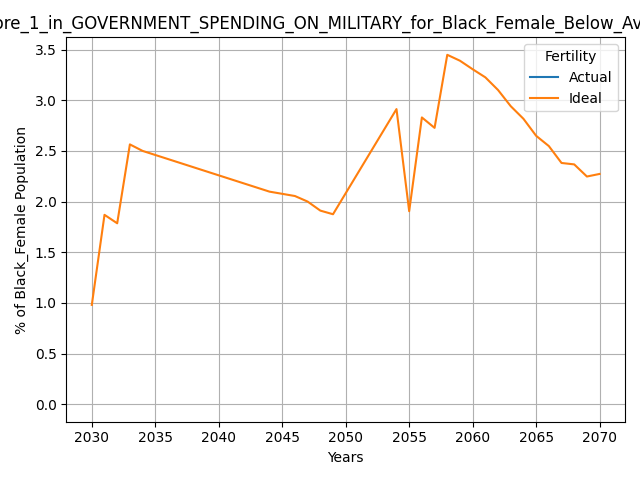 ore_1_in_GOVERNMENT_SPENDING_ON_MILITARY_for_Black_Female_Below_Av
Fertility
Actual
Ideal
3.5
3.0
2.5
2.0
1.5
1.0
0.5
0.0
% of Black_Female Population
2030 2035 2040 2045 2050 2055 2060 2065 2070
Years